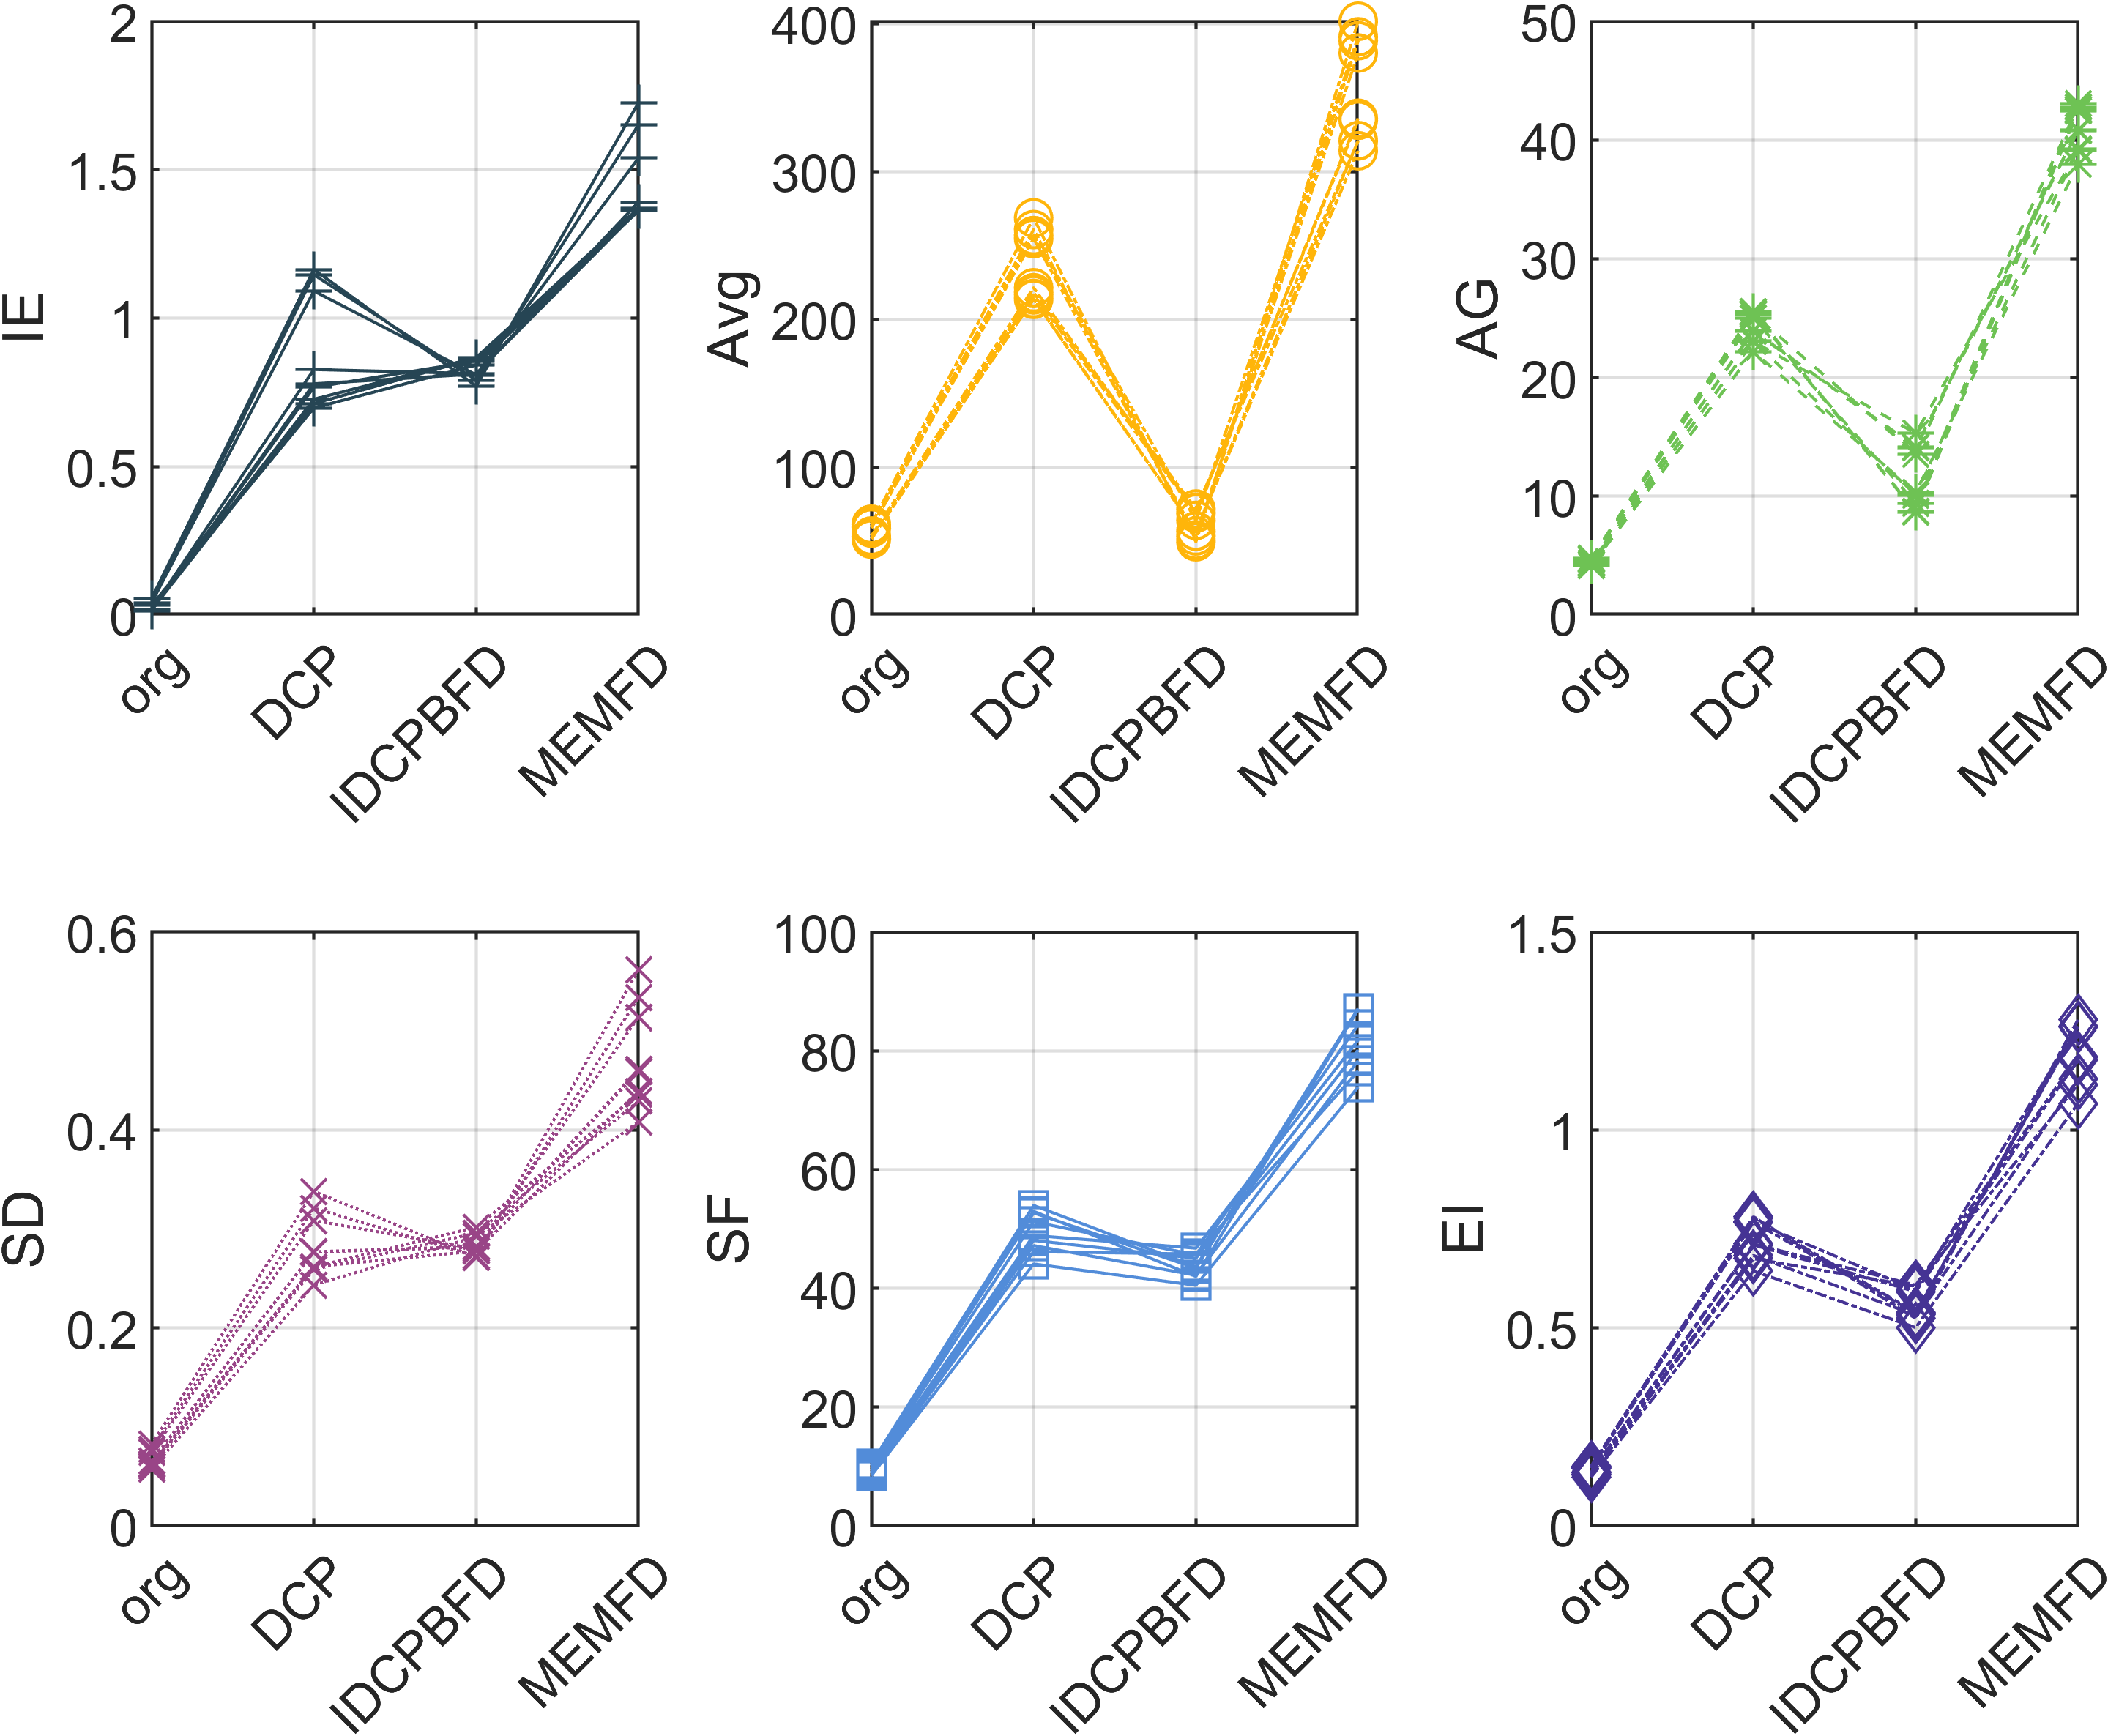 IE
2
1.5
1
0.5
0
org
DCP
IDCPBFD
MEMFD
Avg
400
300
200
100
0
org
DCP
IDCPBFD
MEMFD
AG
50
40
30
20
10
0
org
DCP
IDCPBFD
MEMFD
SD
0.6
0.4
0.2
0
org
DCP
IDCPBFD
MEMFD
SF
100
80
60
40
20
0
org
DCP
IDCPBFD
MEMFD
EI
1.5
1
0.5
0
org
DCP
IDCPBFD
MEMFD